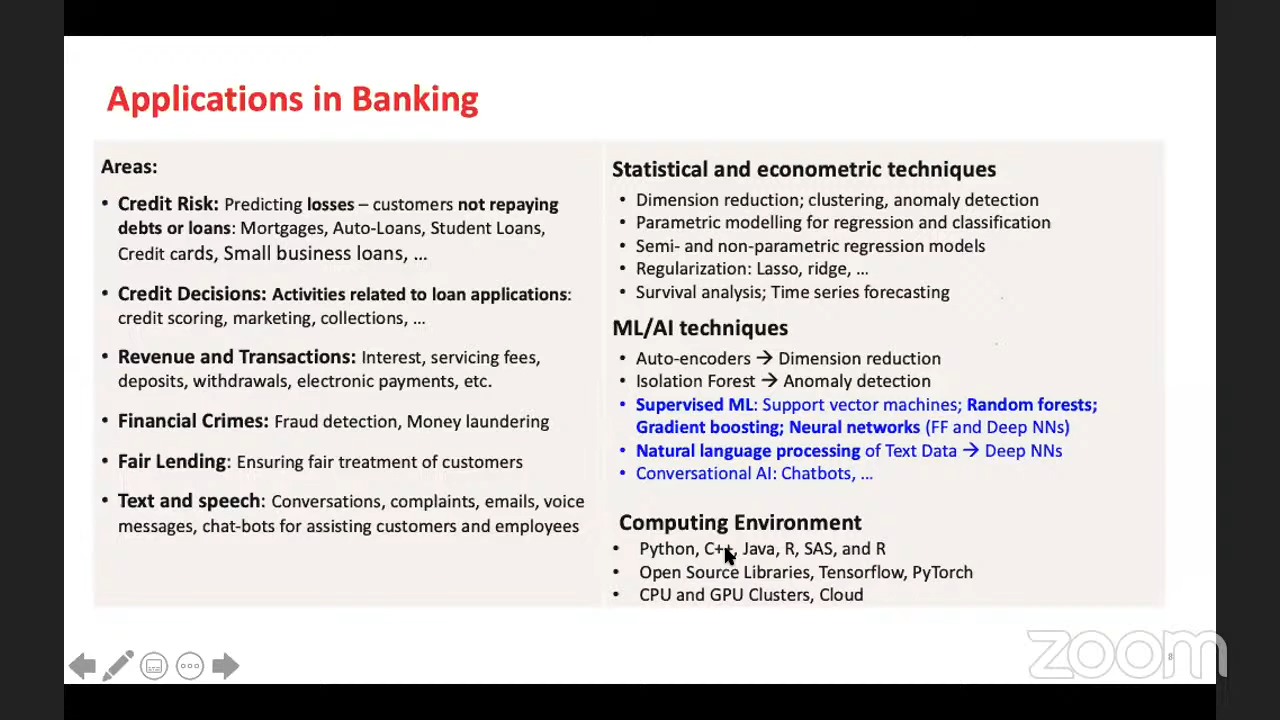 Applications in Banking
Areas:
• Credit Risk: Predicting losses – customers not repaying
debts or loans: Mortgages, Auto-Loans, Student Loans,
Credit cards, Small business loans, ...
• Credit Decisions: Activities related to loan applications:
credit scoring, marketing, collections, ...
• Revenue and Transactions: Interest, servicing fees,
deposits, withdrawals, electronic payments, etc.
• Financial Crimes: Fraud detection, Money laundering
• Fair Lending: Ensuring fair treatment of customers
• Text and speech: Conversations, complaints, emails, voice
messages, chat-bots for assisting customers and employees
Statistical and econometric techniques
• Dimension reduction; clustering, anomaly detection
• Parametric modelling for regression and classification
• Semi- and non-parametric regression models
• Regularization: Lasso, ridge, ...
• Survival analysis; Time series forecasting
ML/AI techniques
• Auto-encoders → Dimension reduction
• Isolation Forest → Anomaly detection
• Supervised ML: Support vector machines; Random forests;
Gradient boosting; Neural networks (FF and Deep NNs)
• Natural language processing of Text Data → Deep NNs
• Conversational AI: Chatbots, ...
Computing Environment
• Python, C++, Java, R, SAS, and R
• Open Source Libraries, Tensorflow, PyTorch
• CPU and GPU Clusters, Cloud
zoom
8